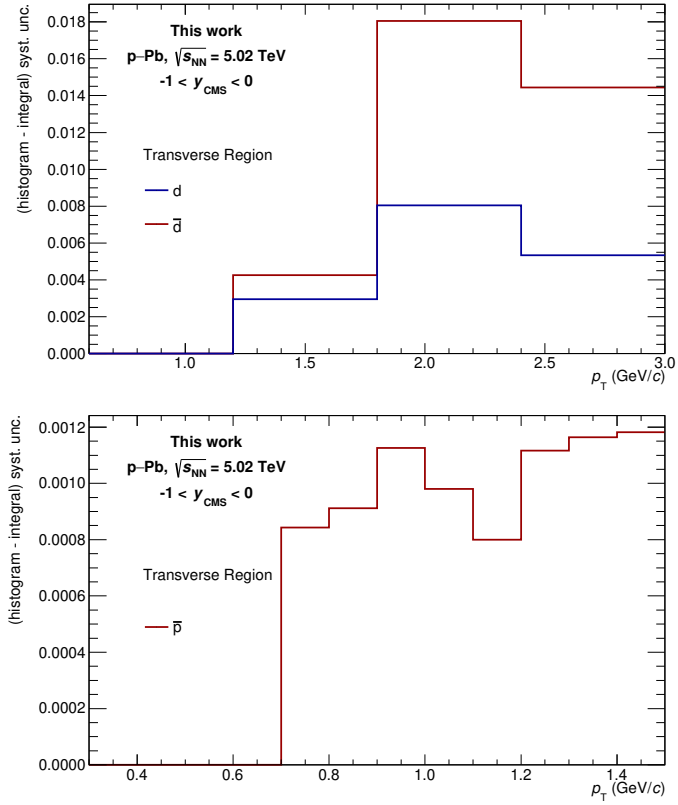 0.018
0.016
0.014
0.012
0.010
0.008
0.006
0.004
0.002
0.000
(histogram - integral) syst. unc.
This work
p–Pb, √sNN = 5.02 TeV
-1 < yCMS < 0
Transverse Region
d
d̅
1.0 1.5 2.0 2.5 3.0
pT (GeV/c)
0.0012
0.0010
0.0008
0.0006
0.0004
0.0002
0.0000
(histogram - integral) syst. unc.
This work
p–Pb, √sNN = 5.02 TeV
-1 < yCMS < 0
Transverse Region
p̅
0.4 0.6 0.8 1.0 1.2 1.4
pT (GeV/c)